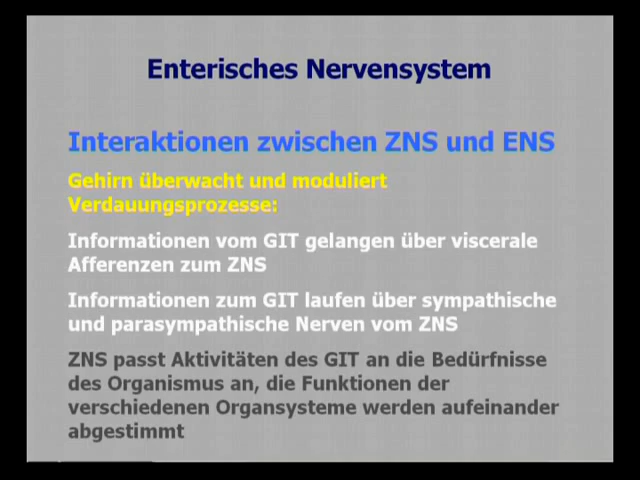 Enterisches Nervensystem
Interaktionen zwischen ZNS und ENS
Gehirn überwacht und moduliert
Verdauungsprozesse:
Informationen vom GIT gelangen über viscerale
Afferenzen zum ZNS
Informationen zum GIT laufen über sympathische
und parasympathische Nerven vom ZNS
ZNS passt Aktivitäten des GIT an die Bedürfnisse
des Organismus an, die Funktionen der
verschiedenen Organsysteme werden aufeinander
abgestimmt